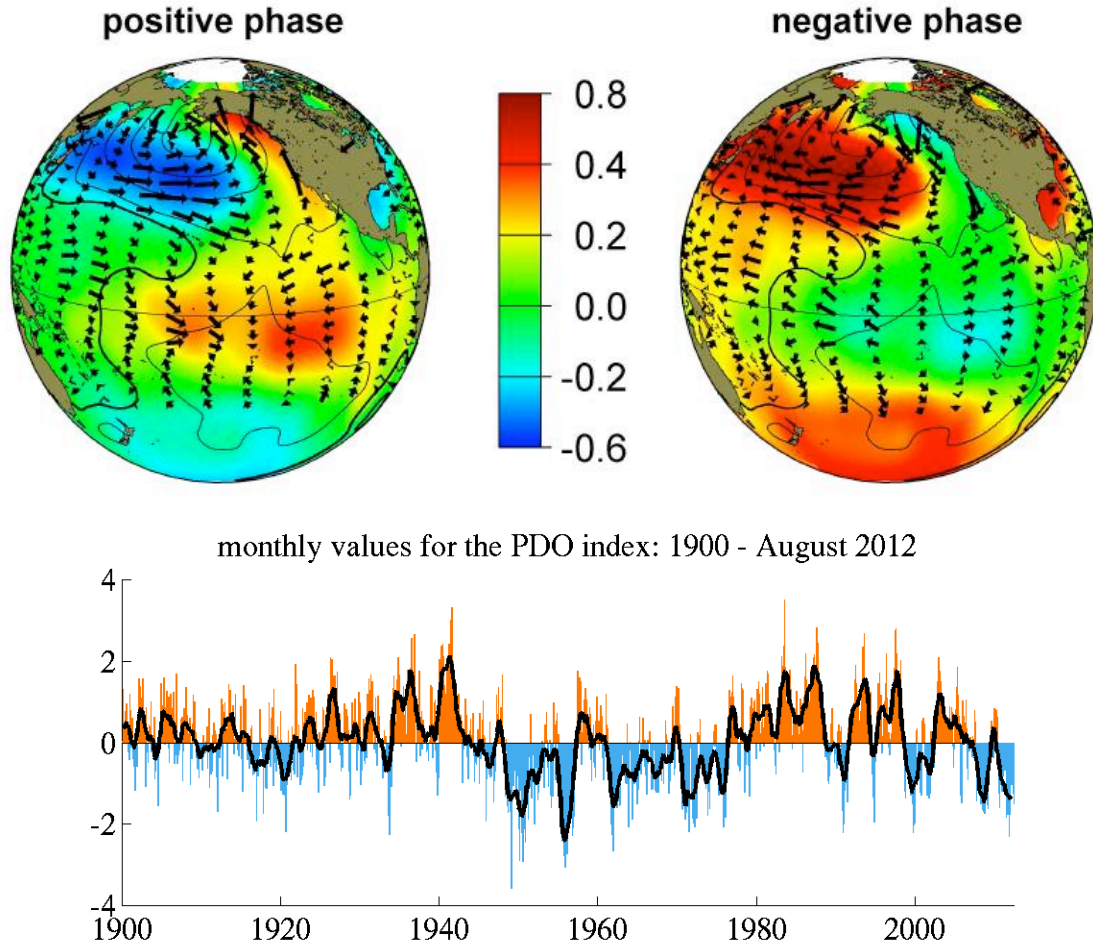 positive phase
negative phase
0.8
0.4
0.2
0.0
-0.2
-0.6
monthly values for the PDO index: 1900 - August 2012
4
2
0
-2
-4
1900 1920 1940 1960 1980 2000